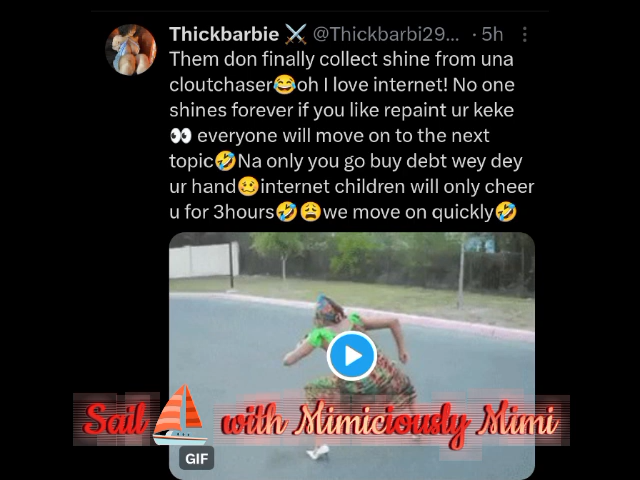 Thickbarbie ⚔️ @Thickbarbi29... · 5h
Them don finally collect shine from una
cloutchaser😂oh I love internet! No one
shines forever if you like repaint ur keke
👀 everyone will move on to the next
topic🤣Na only you go buy debt wey dey
ur hand🥴internet children will only cheer
u for 3hours🤣😩we move on quickly🤣
Sail ⛵ with Mimiciously Mimi
GIF